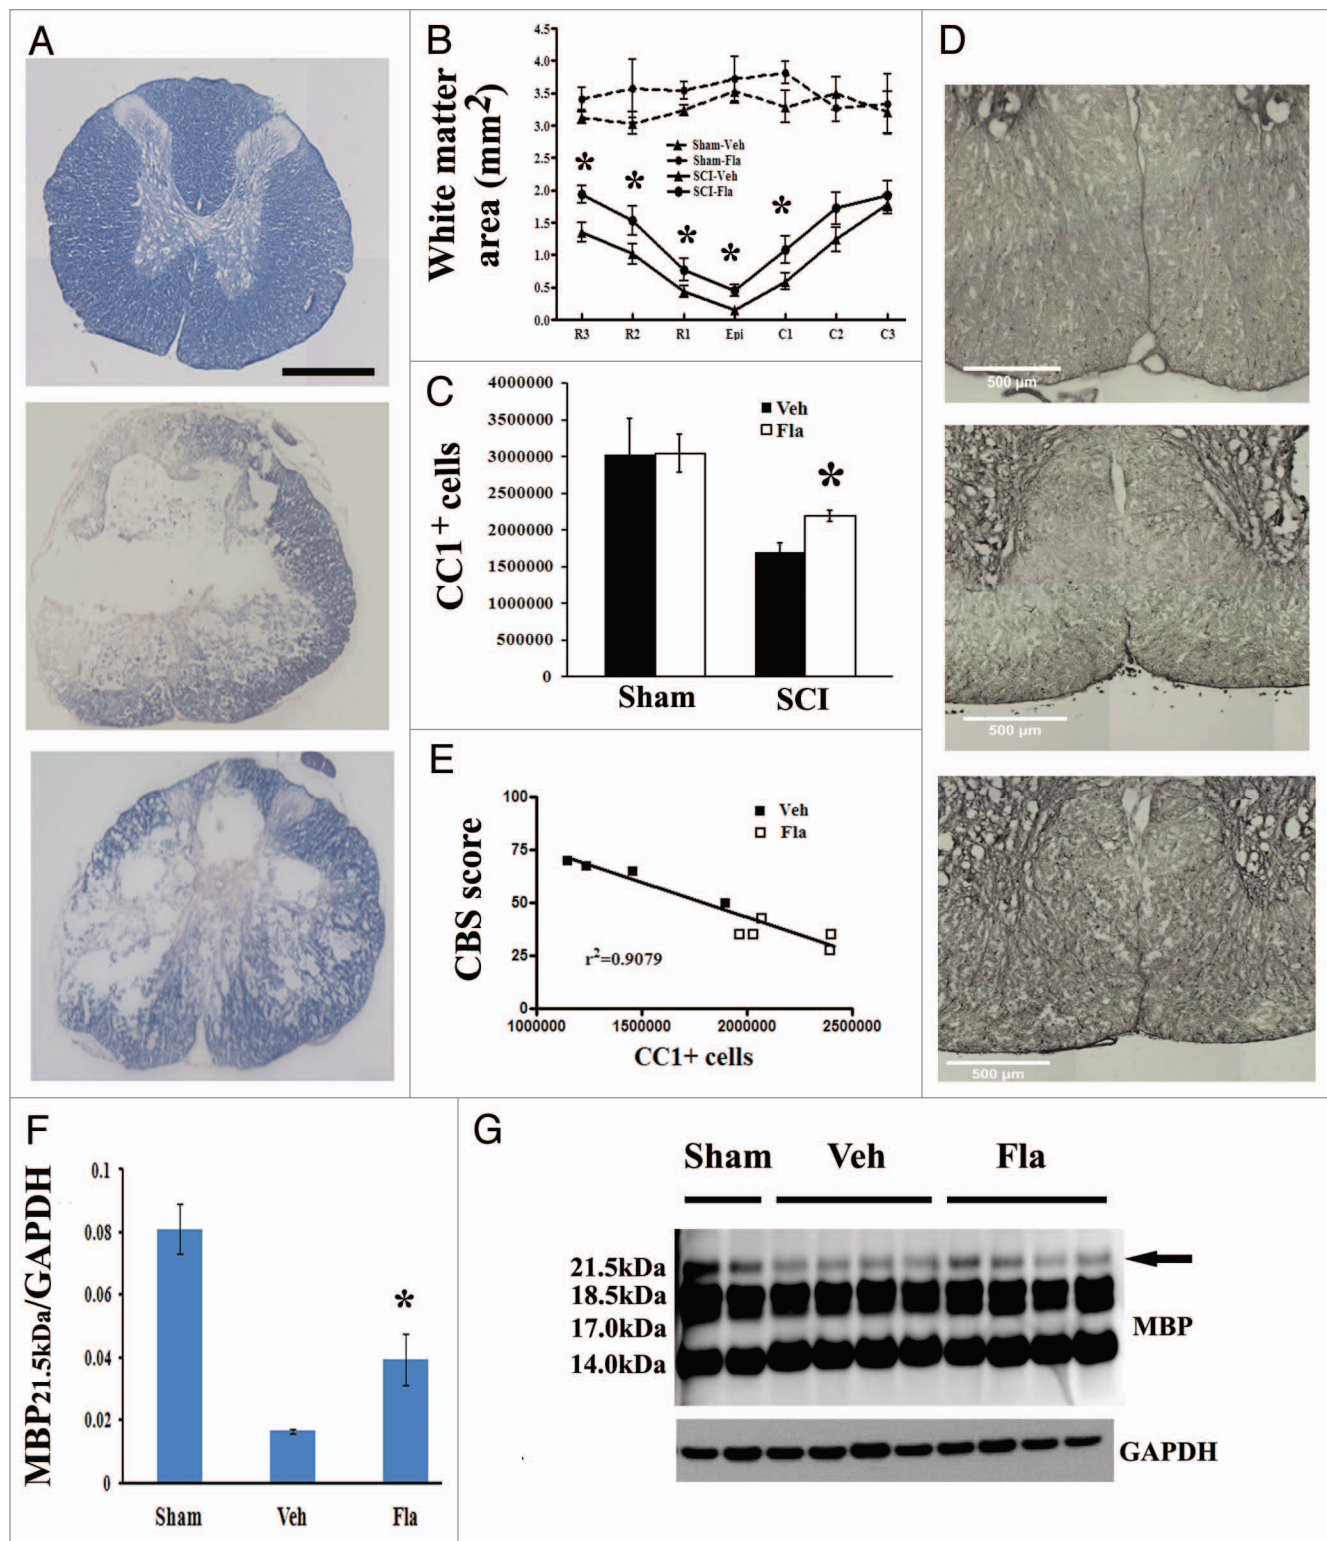 A
B
White matter
area (mm2)
4.5
4.0
3.5
3.0
2.5
2.0
1.5
1.0
0.5
0.0
Sham-Veh
Sham-Fla
SCI-Veh
SCI-Fla
*
*
*
*
*
R3 R2 R1 Epi C1 C2 C3
C
CC1+ cells
4000000
3500000
3000000
2500000
2000000
1500000
1000000
500000
0
Veh
Fla
*
Sham SCI
D
500 µm
500 µm
500 µm
E
CBS score
100
75
50
25
0
Veh
Fla
r2=0.9079
1000000 1500000 2000000 2500000
CC1+ cells
F
MBP21.5kDa/GAPDH
0.1
0.08
0.06
0.04
0.02
0
*
Sham Veh Fla
G
Sham Veh Fla
21.5kDa
18.5kDa
17.0kDa
14.0kDa
MBP
GAPDH